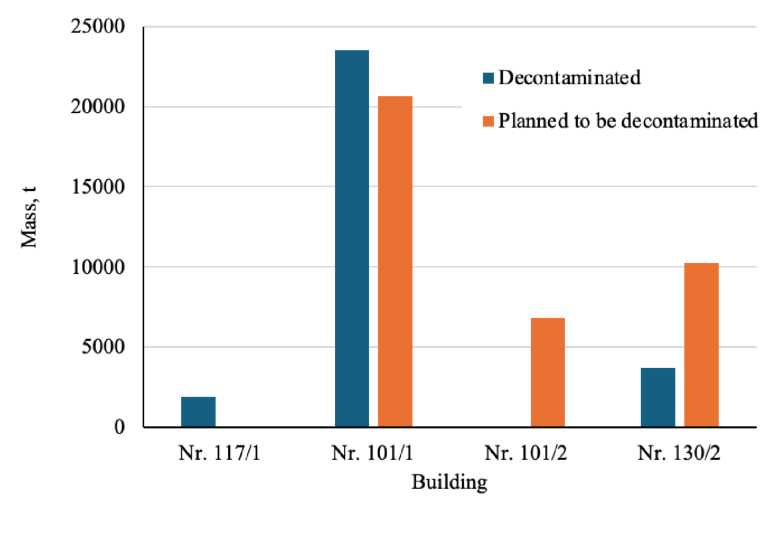 25000
20000
15000
10000
5000
0
Mass, t
Decontaminated
Planned to be decontaminated
Nr. 117/1
Nr. 101/1
Nr. 101/2
Nr. 130/2
Building